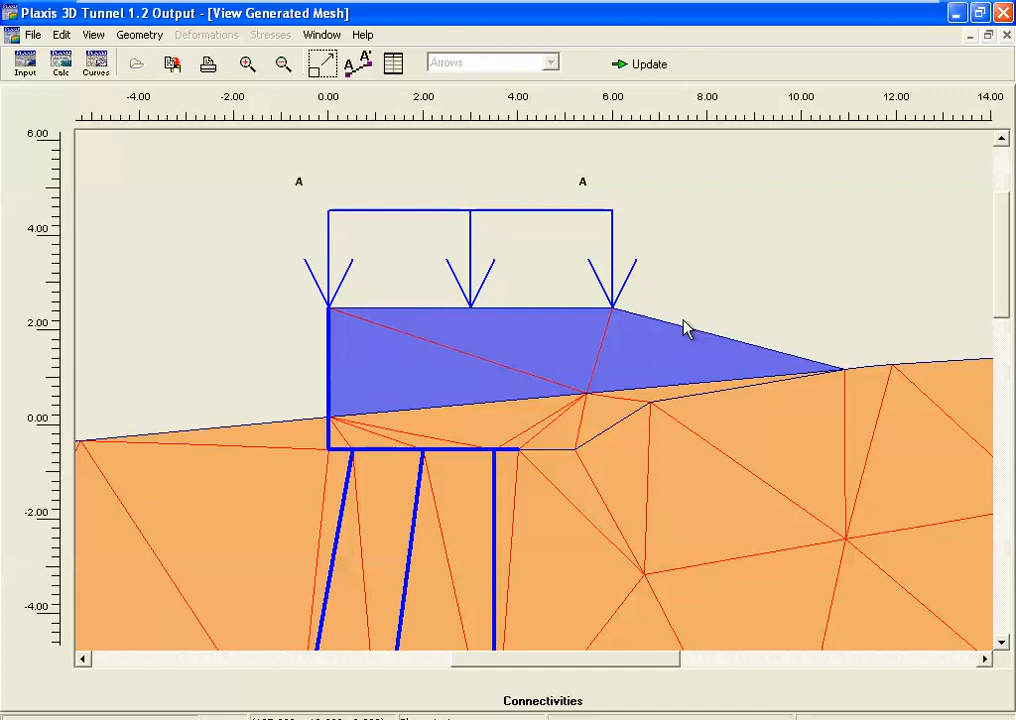 Plaxis 3D Tunnel 1.2 Output - [View Generated Mesh]
File Edit View Geometry Deformations Stresses Window Help
Input Calc Curves Arrows Update
-4.00 -2.00 0.00 2.00 4.00 6.00 8.00 10.00 12.00 14.00
6.00
A A
4.00
2.00
0.00
-2.00
-4.00
Connectivities